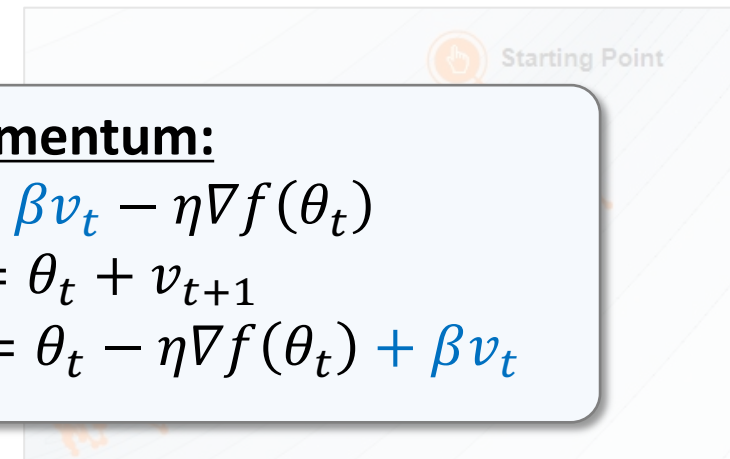 Starting Point
mentum:
βv_t − η∇f(θ_t)
= θ_t + v_{t+1}
= θ_t − η∇f(θ_t) + βv_t